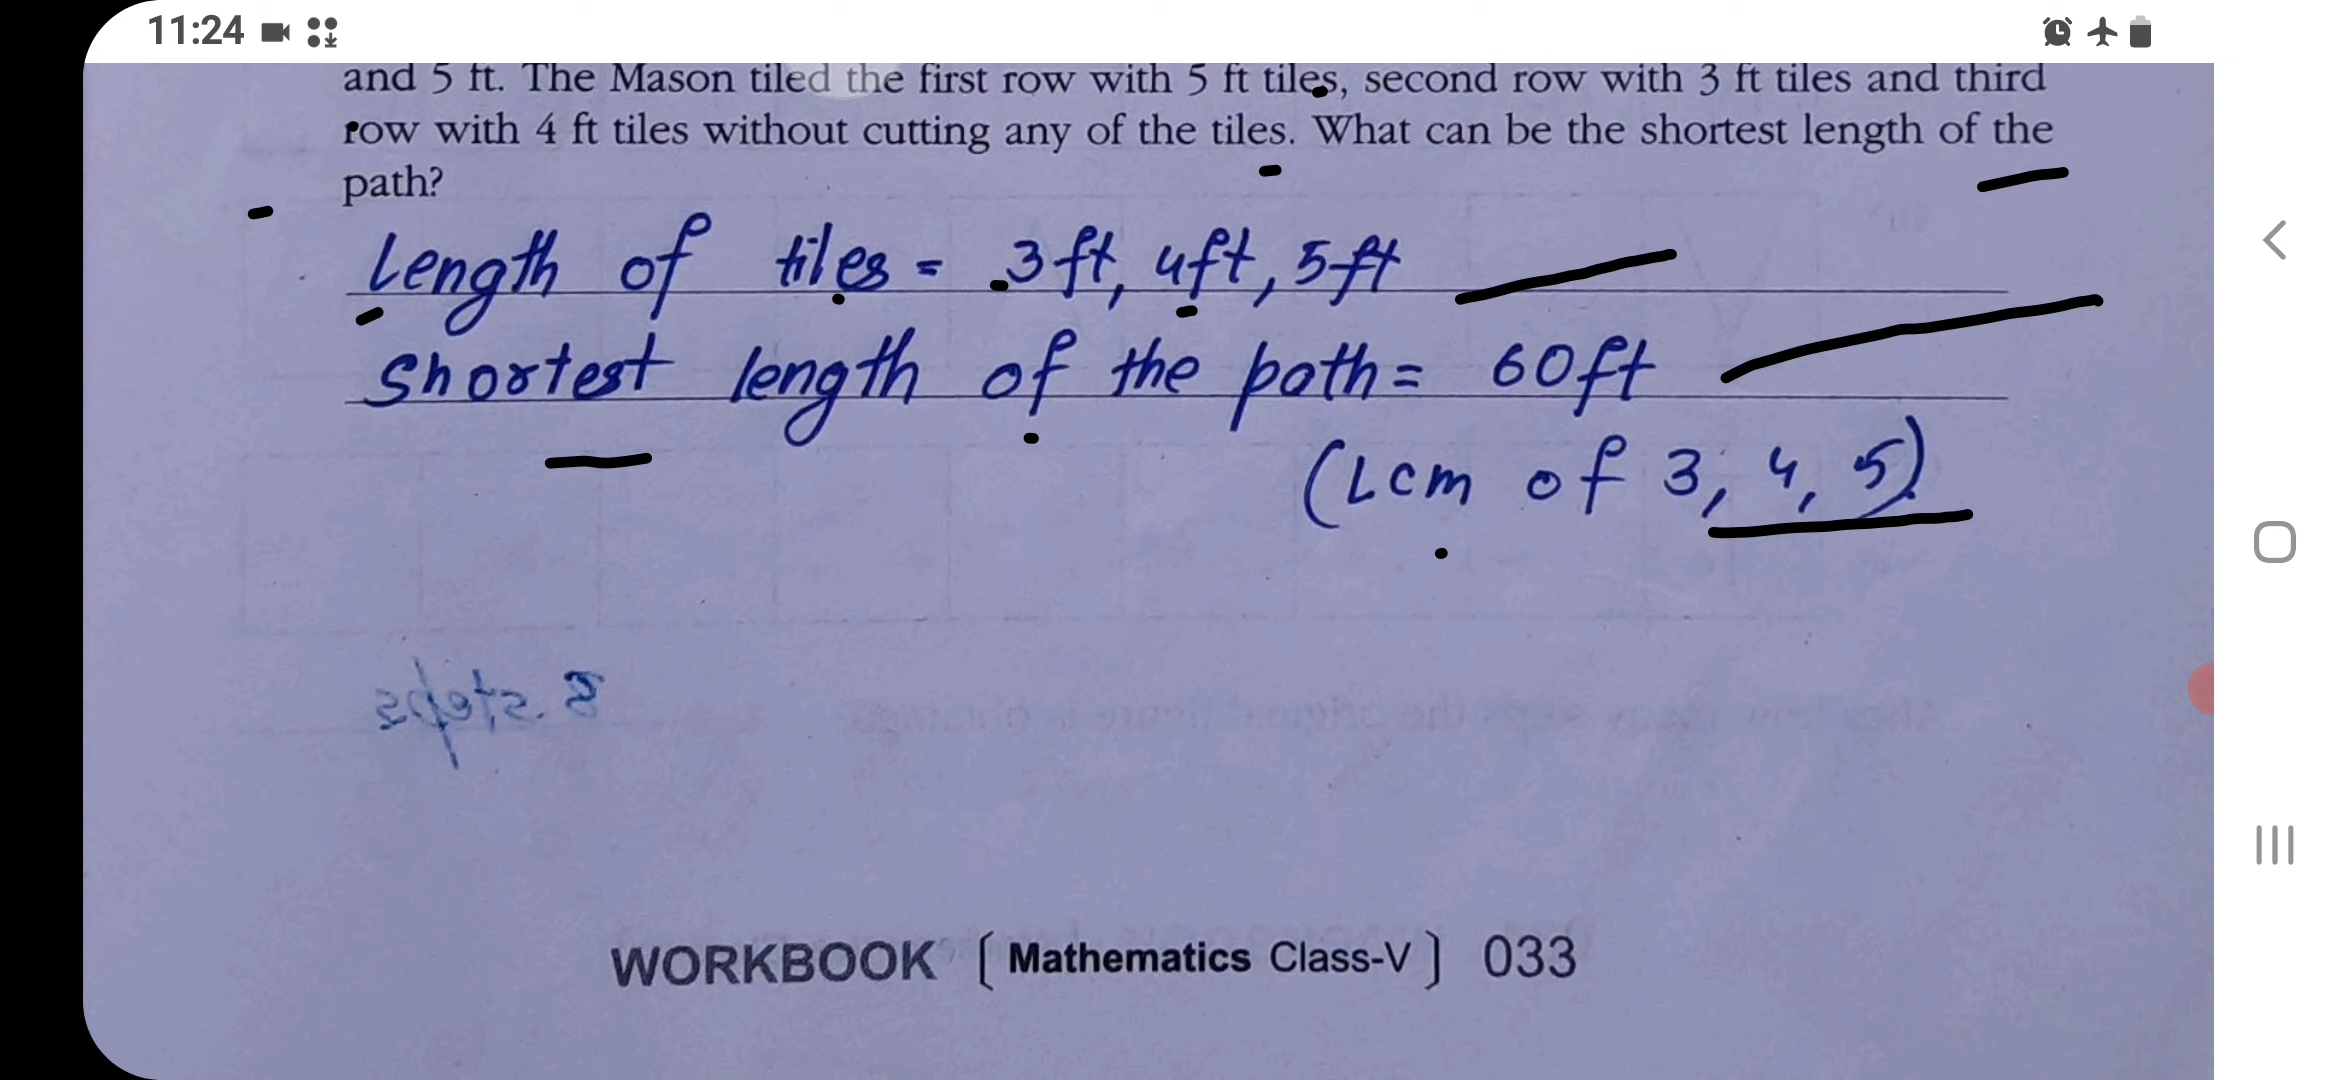 11:24
and 5 ft. The Mason tiled the first row with 5 ft tiles, second row with 3 ft tiles and third
row with 4 ft tiles without cutting any of the tiles. What can be the shortest length of the
path?
Length of tiles = 3ft, 4ft, 5ft
Shortest length of the path = 60ft
(Lcm of 3, 4, 5)
8 steps
WORKBOOK [ Mathematics Class-V ] 033